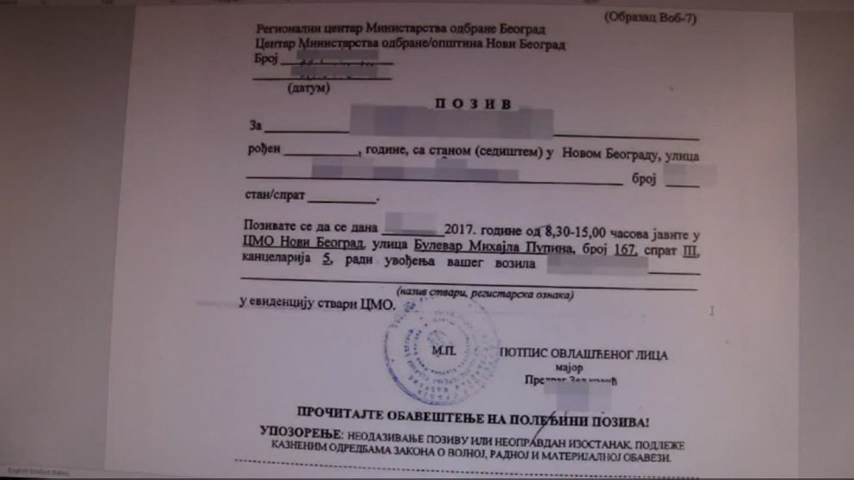 (Образац Воб-7)
Регионални центар Министарства одбране Београд
Центар Министарства одбране/општина Нови Београд
Број
(датум)
ПОЗИВ
За
рођен ________, године, са станом (седиштем) у Новом Београду, улица
број
стан/спрат ________.
Позивате се да се дана ________ 2017. године од 8,30-15,00 часова јавите у
ЦМО Нови Београд, улица Булевар Михајла Пупина, број 167, спрат III,
канцеларија 5, ради увођења вашег возила
(назив ствари, регистарска ознака)
у евиденцију ствари ЦМО.
М.П.
ПОТПИС ОВЛАШЋЕНОГ ЛИЦА
мајор
ПРОЧИТАЈТЕ ОБАВЕШТЕЊЕ НА ПОЛЕЂИНИ ПОЗИВА!
УПОЗОРЕЊЕ: НЕОДАЗИВАЊЕ ПОЗИВУ ИЛИ НЕОПРАВДАН ИЗОСТАНАК, ПОДЛЕЖЕ
КАЗНЕНИМ ОДРЕДБАМА ЗАКОНА О ВОЈНОЈ, РАДНОЈ И МАТЕРИЈАЛНОЈ ОБАВЕЗИ.